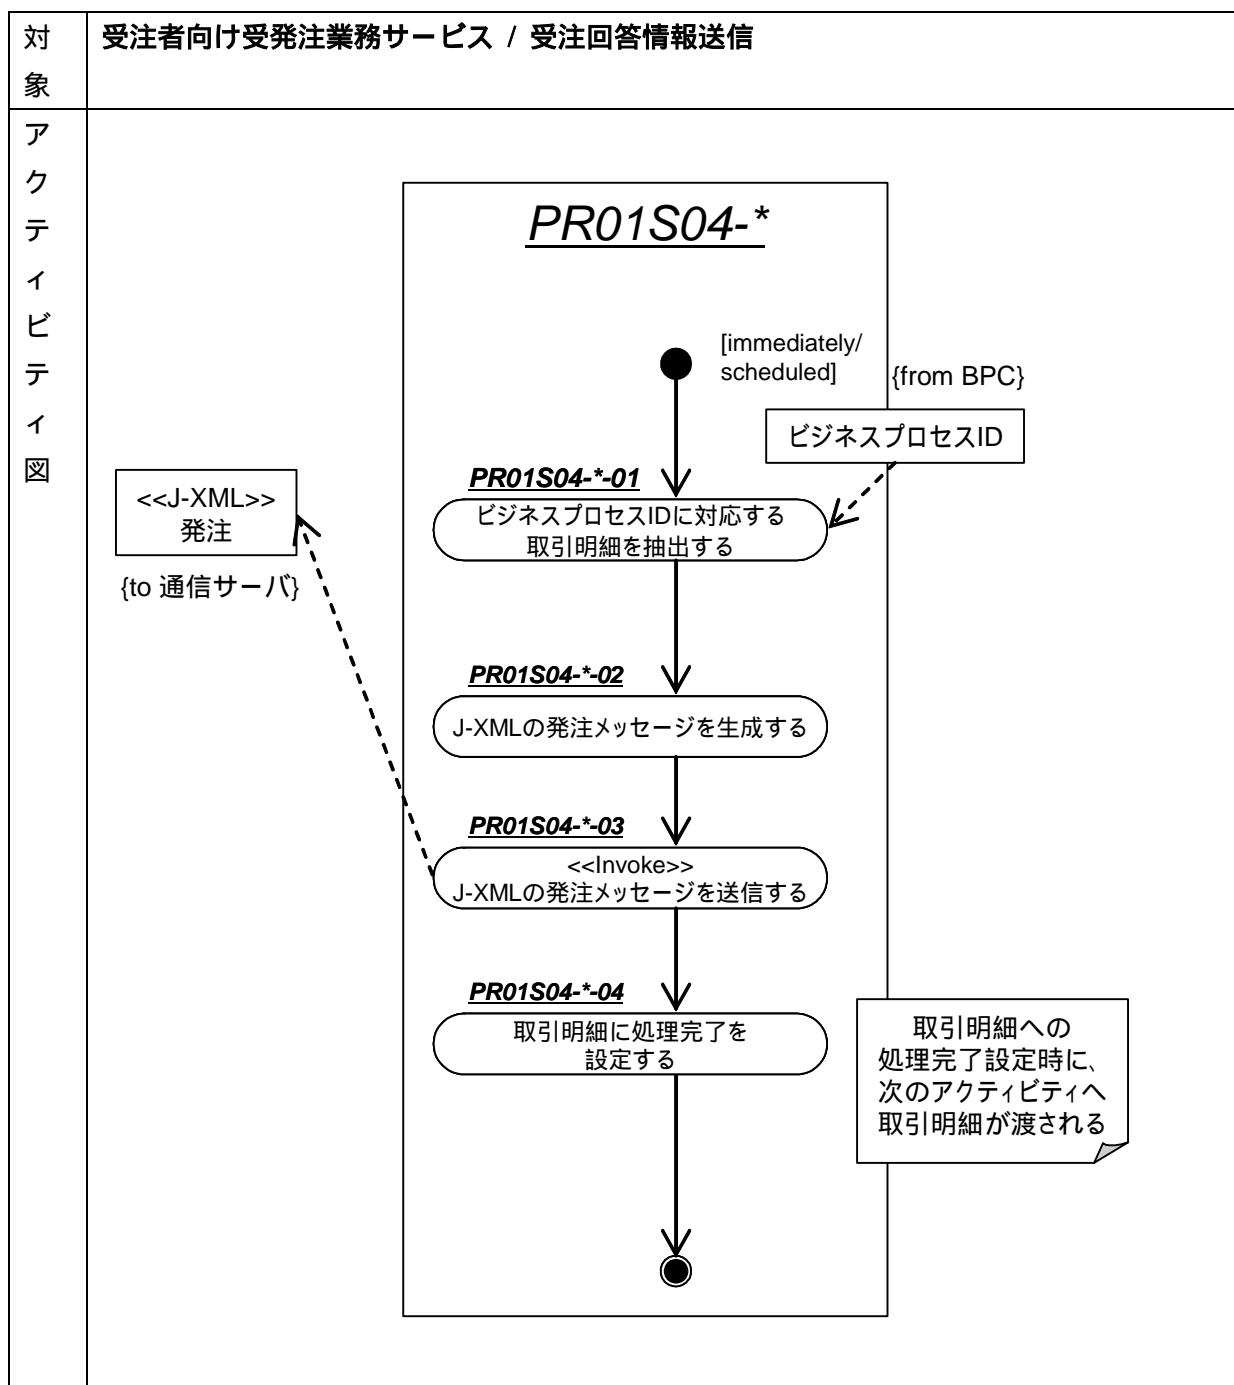 対象
受注者向け受発注業務サービス / 受注回答情報送信
アクティビティ図
PR01S04-*
[immediately/
scheduled]
{from BPC}
ビジネスプロセスID
PR01S04-*-01
ビジネスプロセスIDに対応する
取引明細を抽出する
<<J-XML>>
発注
{to 通信サーバ}
PR01S04-*-02
J-XMLの発注メッセージを生成する
PR01S04-*-03
<<Invoke>>
J-XMLの発注メッセージを送信する
PR01S04-*-04
取引明細に処理完了を
設定する
取引明細への
処理完了設定時に、
次のアクティビティへ
取引明細が渡される